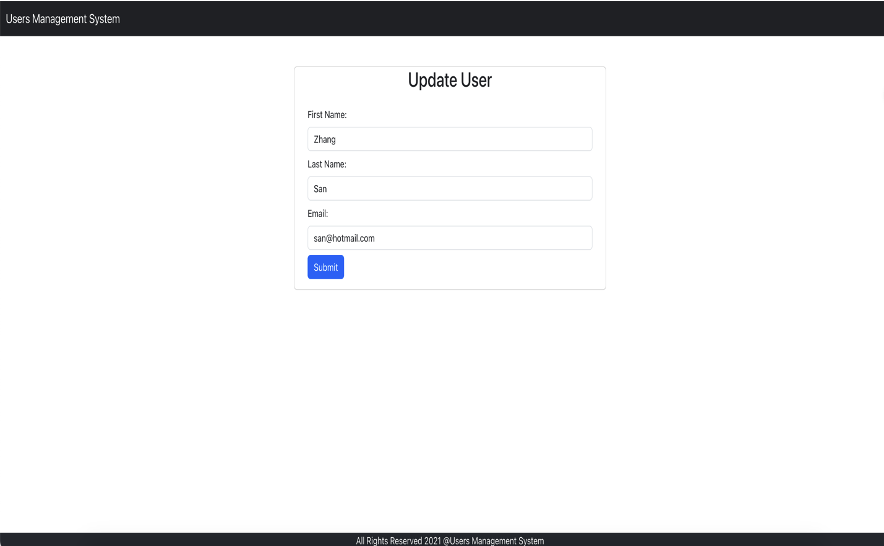 Users Management System
Update User
First Name:
Zhang
Last Name:
San
Email:
san@hotmail.com
Submit
All Rights Reserved 2021 @Users Management System